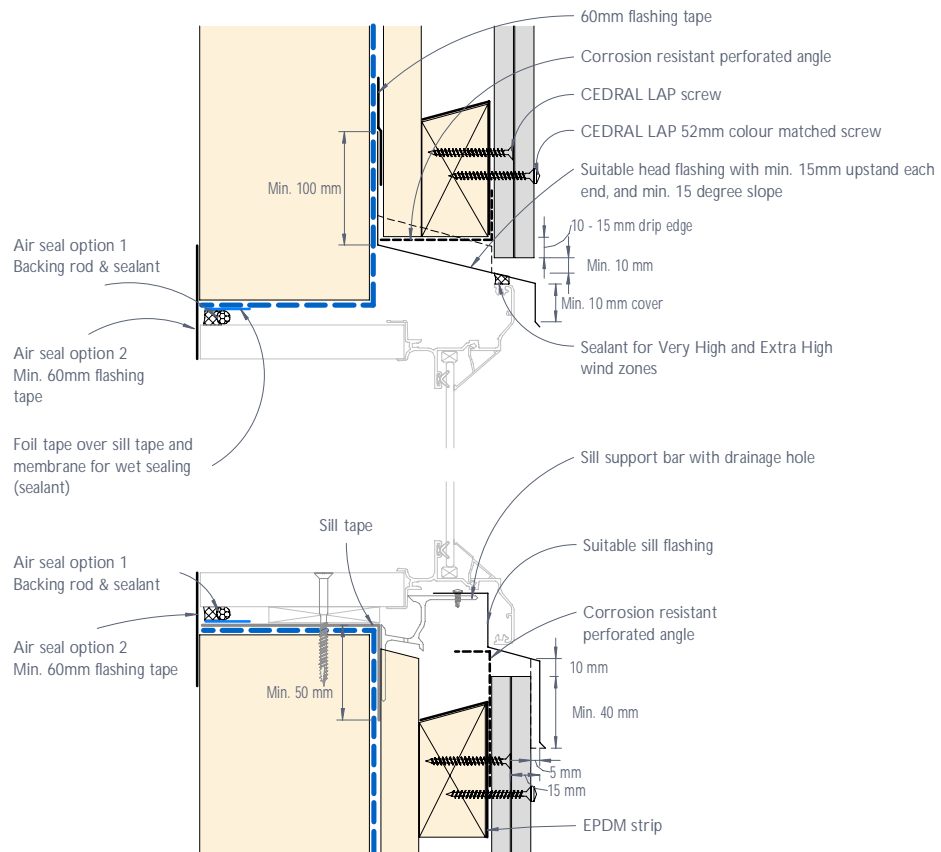 60mm flashing tape
Corrosion resistant perforated angle
CEDRAL LAP screw
CEDRAL LAP 52mm colour matched screw
Suitable head flashing with min. 15mm upstand each
end, and min. 15 degree slope
Min. 100 mm
10 - 15 mm drip edge
Min. 10 mm
Min. 10 mm cover
Air seal option 1
Backing rod & sealant
Air seal option 2
Min. 60mm flashing
tape
Sealant for Very High and Extra High
wind zones
Foil tape over sill tape and
membrane for wet sealing
(sealant)
Sill support bar with drainage hole
Sill tape
Suitable sill flashing
Air seal option 1
Backing rod & sealant
Corrosion resistant
perforated angle
Air seal option 2
Min. 60mm flashing tape
10 mm
Min. 50 mm
Min. 40 mm
5 mm
15 mm
EPDM strip